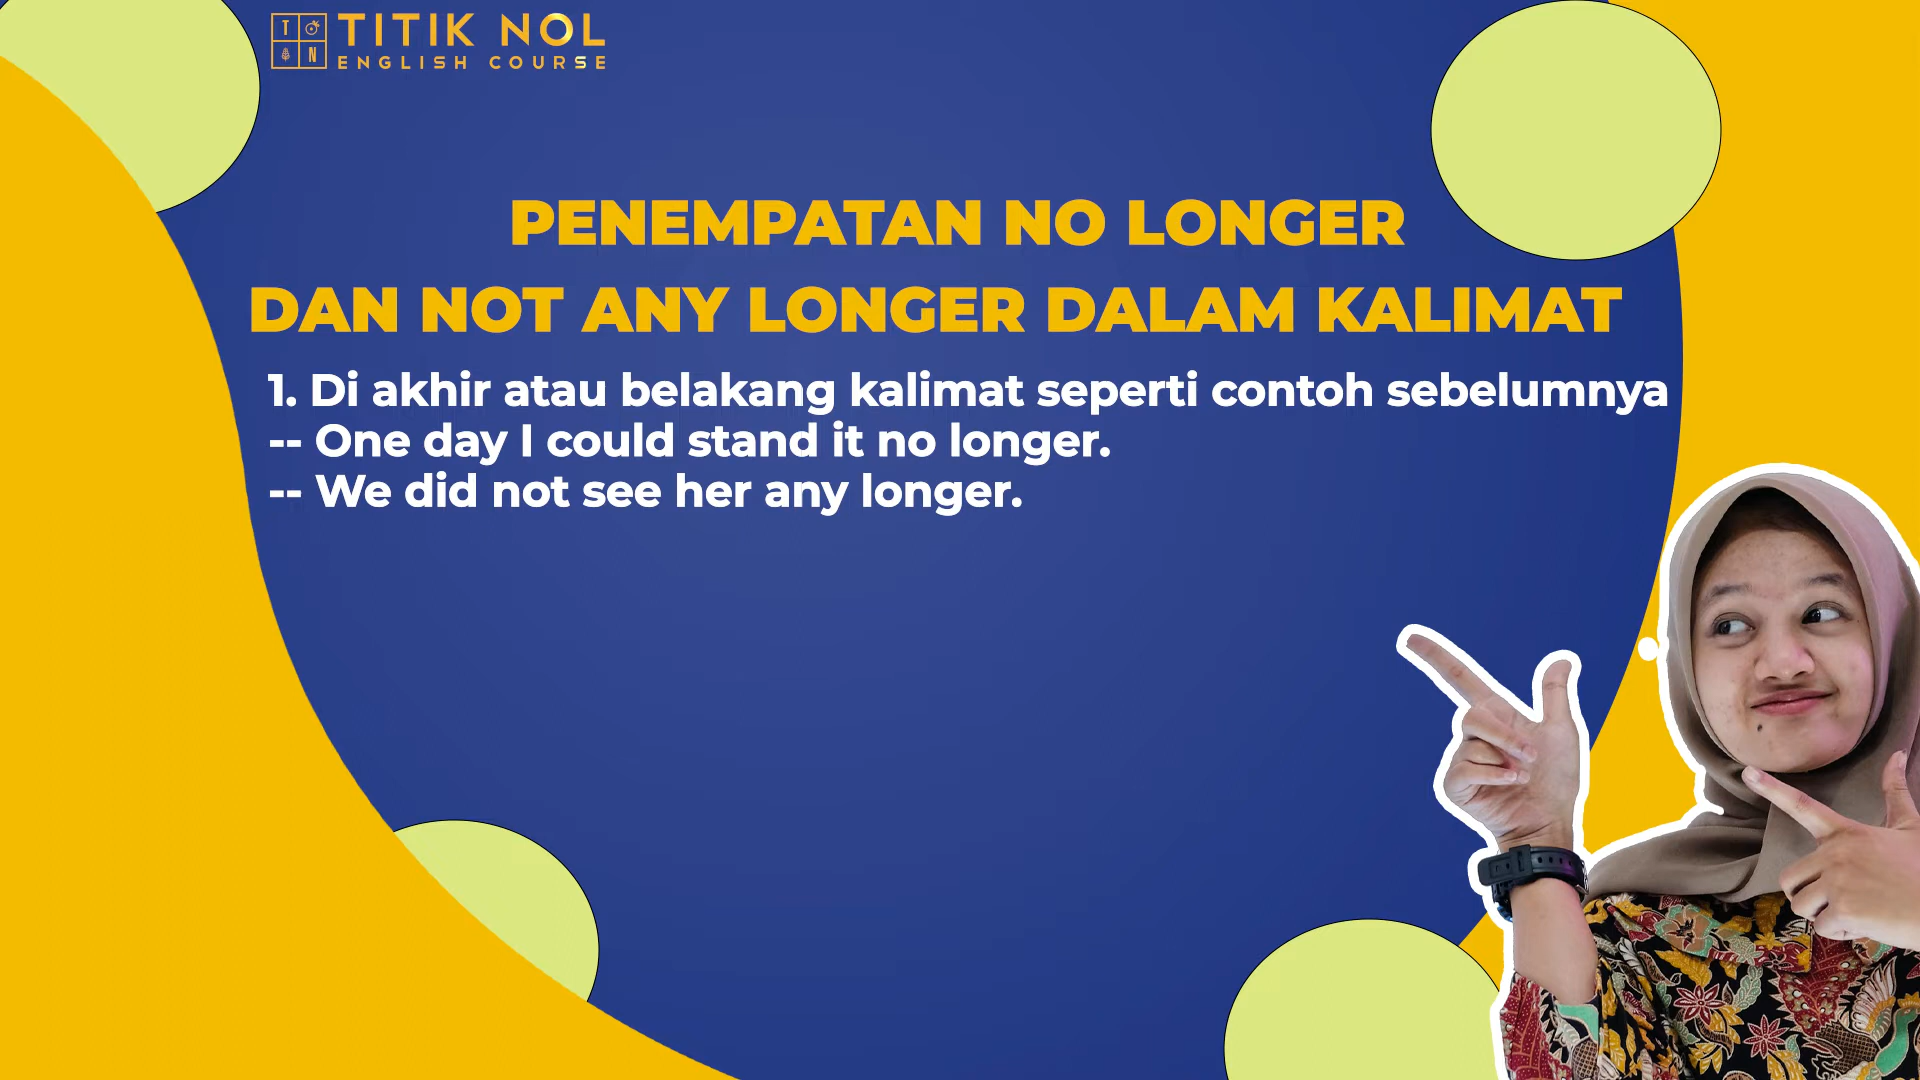 T
N
TITIK NOL
ENGLISH COURSE
PENEMPATAN NO LONGER
DAN NOT ANY LONGER DALAM KALIMAT
1. Di akhir atau belakang kalimat seperti contoh sebelumnya
-- One day I could stand it no longer.
-- We did not see her any longer.